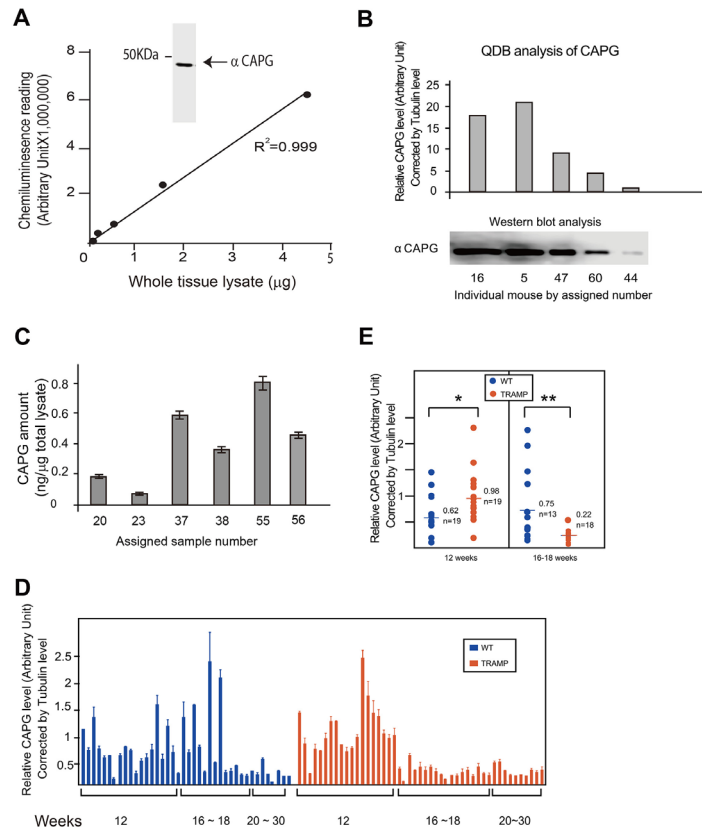 A
8
6
4
2
Chemiluminesence reading
(Arbitrary UnitX1,000,000)
50KDa
α CAPG
R²=0.999
0
1
2
3
4
5
Whole tissue lysate (μg)
B
QDB analysis of CAPG
Relative CAPG level (Arbitrary Unit)
Corrected by Tubulin level
25
20
15
10
5
0
Western blot analysis
α CAPG
16 5 47 60 44
Individual mouse by assigned number
C
CAPG amount
(ng/μg total lysate)
0.8
0.6
0.4
0.2
0
20 23 37 38 55 56
Assigned sample number
E
Relative CAPG level (Arbitrary Unit)
Corrected by Tubulin level
2
1
WT
TRAMP
*
**
0.62
n=19
0.98
n=19
0.75
n=13
0.22
n=18
12 weeks
16-18 weeks
D
Relative CAPG level (Arbitrary Unit)
Corrected by Tubulin level
2.5
2
1.5
1
0.5
WT
TRAMP
Weeks 12 16 ~ 18 20 ~ 30 12 16~18 20~30